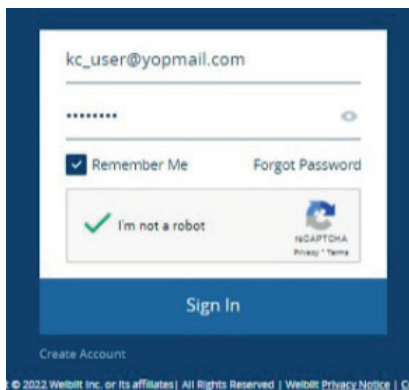 kc_user@yopmail.com
••••••••
Remember Me Forgot Password
I'm not a robot
reCAPTCHA
Privacy - Terms
Sign In
Create Account
© 2022 Welbilt Inc. or its affiliates| All Rights Reserved | Welbilt Privacy Notice |